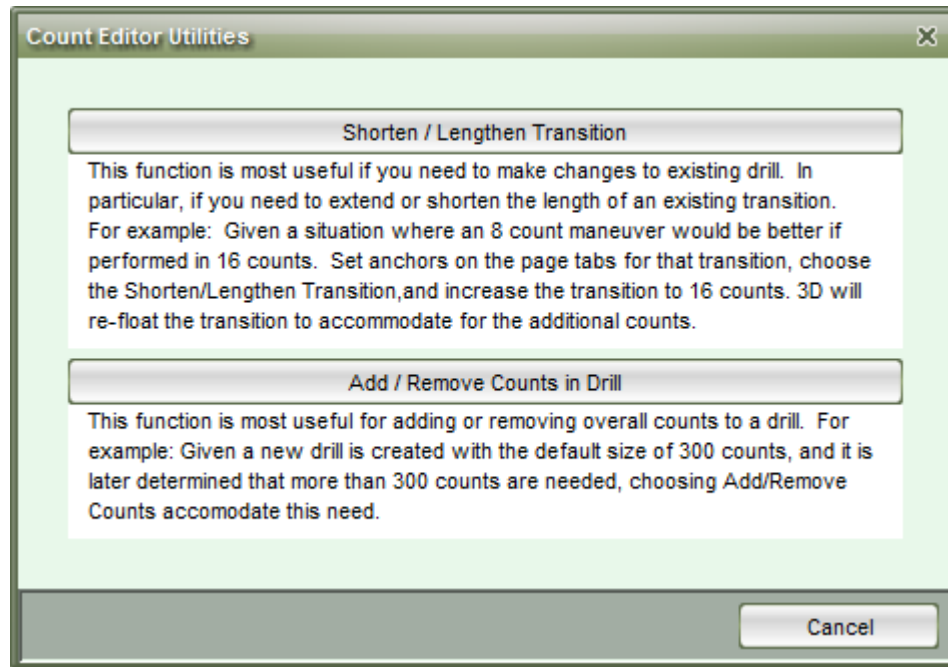 Count Editor Utilities
Shorten / Lengthen Transition
This function is most useful if you need to make changes to existing drill.  In
particular, if you need to extend or shorten the length of an existing transition.
For example:  Given a situation where an 8 count maneuver would be better if
performed in 16 counts.  Set anchors on the page tabs for that transition, choose
the Shorten/Lengthen Transition,and increase the transition to 16 counts. 3D will
re-float the transition to accommodate for the additional counts.
Add / Remove Counts in Drill
This function is most useful for adding or removing overall counts to a drill.  For
example: Given a new drill is created with the default size of 300 counts, and it is
later determined that more than 300 counts are needed, choosing Add/Remove
Counts accomodate this need.
Cancel